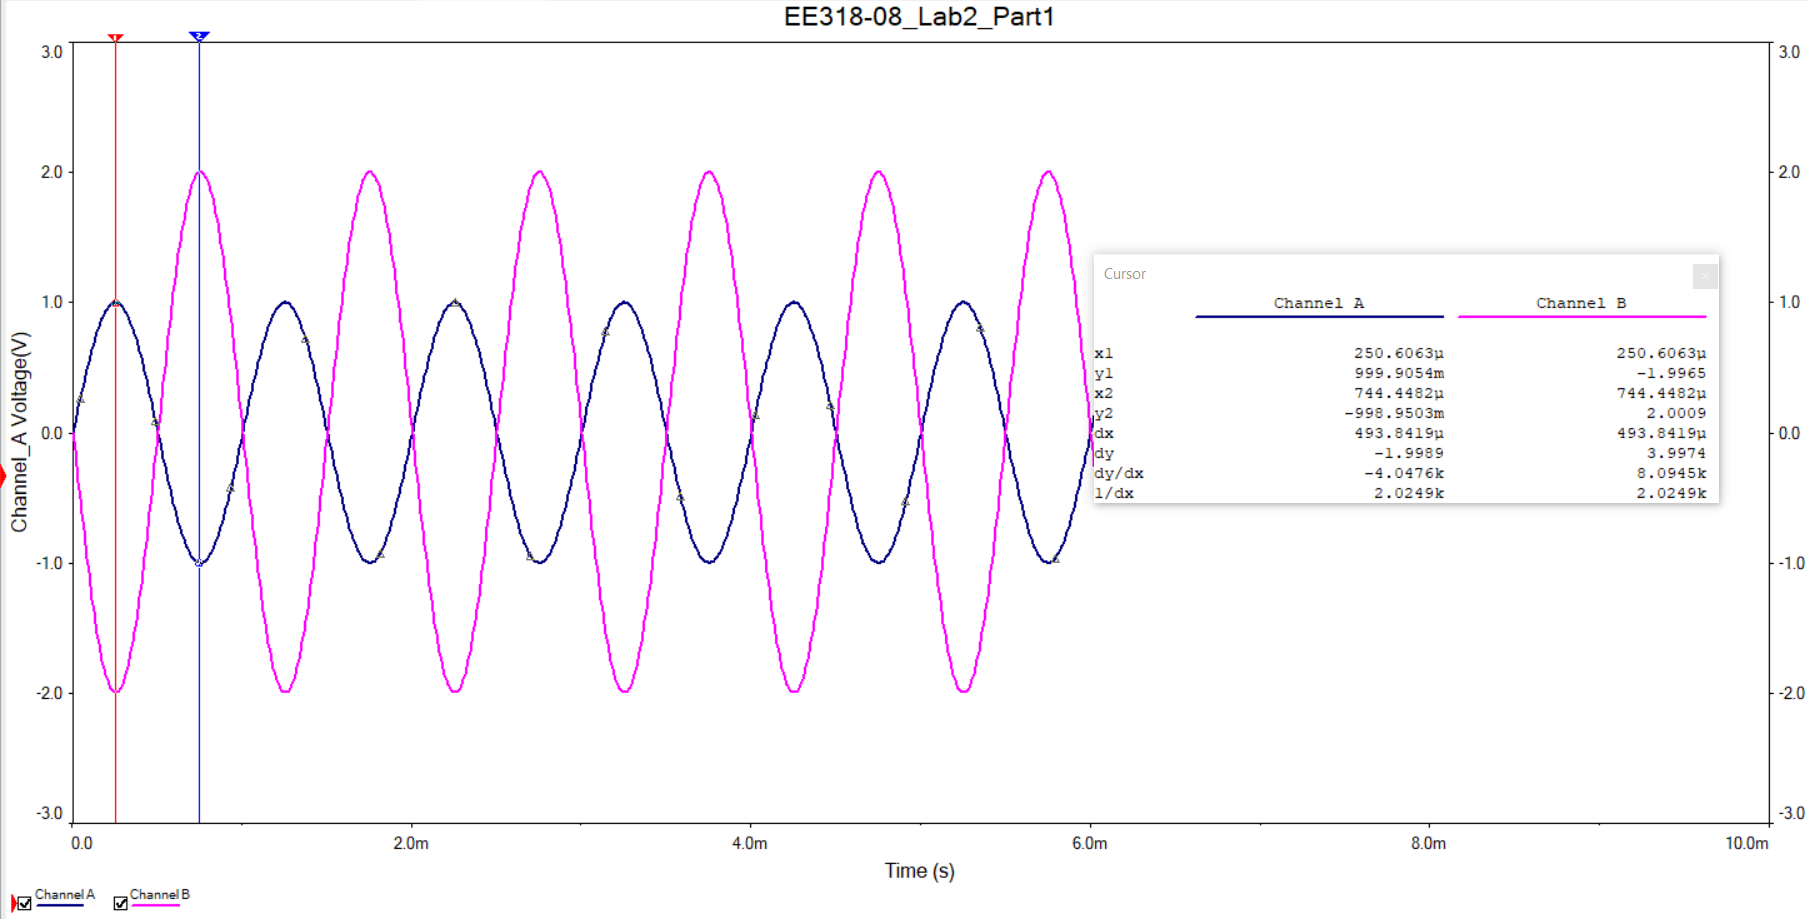 EE318-08_Lab2_Part1
1 2
3.0 3.0
2.0 2.0
1.0 1.0
0.0 0.0
-1.0 -1.0
-2.0 -2.0
-3.0 -3.0
Channel_A Voltage(V)
Cursor ×
Channel A Channel B
x1 250.6063µ 250.6063µ
y1 999.9054m -1.9965
x2 744.4482µ 744.4482µ
y2 -998.9503m 2.0009
dx 493.8419µ 493.8419µ
dy -1.9989 3.9974
dy/dx -4.0476k 8.0945k
1/dx 2.0249k 2.0249k
0.0 2.0m 4.0m 6.0m 8.0m 10.0m
Time (s)
Channel A Channel B